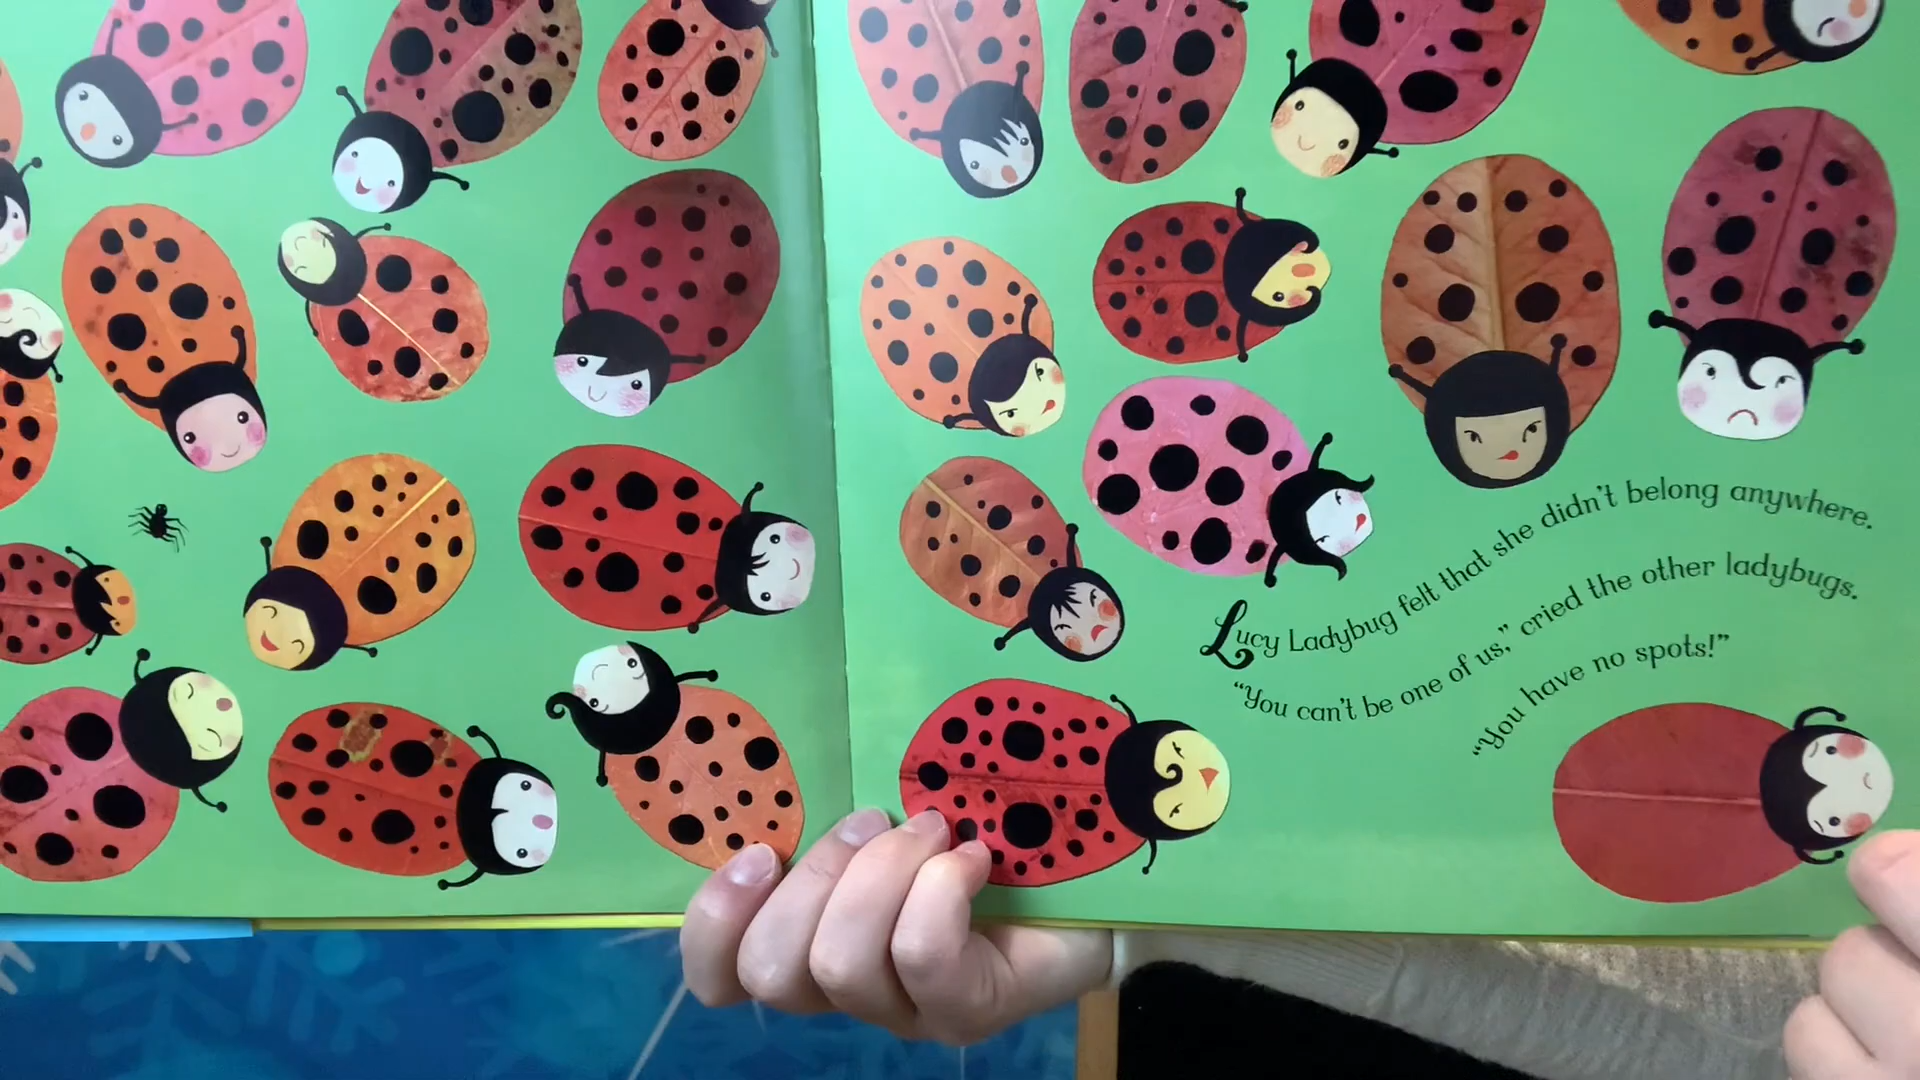 Lucy Ladybug felt that she didn't belong anywhere.
"You can't be one of us," cried the other ladybugs.
"You have no spots!"